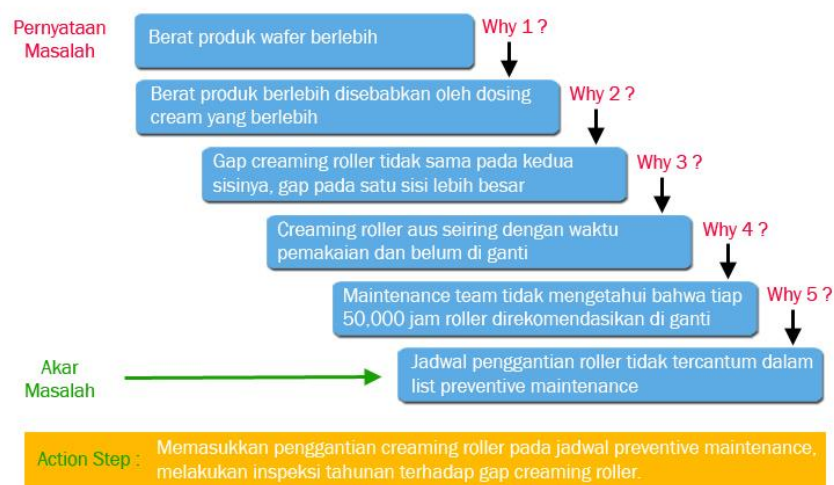 Pernyataan
Masalah
Berat produk wafer berlebih
Why 1 ?
Berat produk berlebih disebabkan oleh dosing
cream yang berlebih
Why 2 ?
Gap creaming roller tidak sama pada kedua
sisinya, gap pada satu sisi lebih besar
Why 3 ?
Creaming roller aus seiring dengan waktu
pemakaian dan belum di ganti
Why 4 ?
Maintenance team tidak mengetahui bahwa tiap
50,000 jam roller direkomendasikan di ganti
Why 5 ?
Akar
Masalah
Jadwal penggantian roller tidak tercantum dalam
list preventive maintenance
Action Step :
Memasukkan penggantian creaming roller pada jadwal preventive maintenance,
melakukan inspeksi tahunan terhadap gap creaming roller.